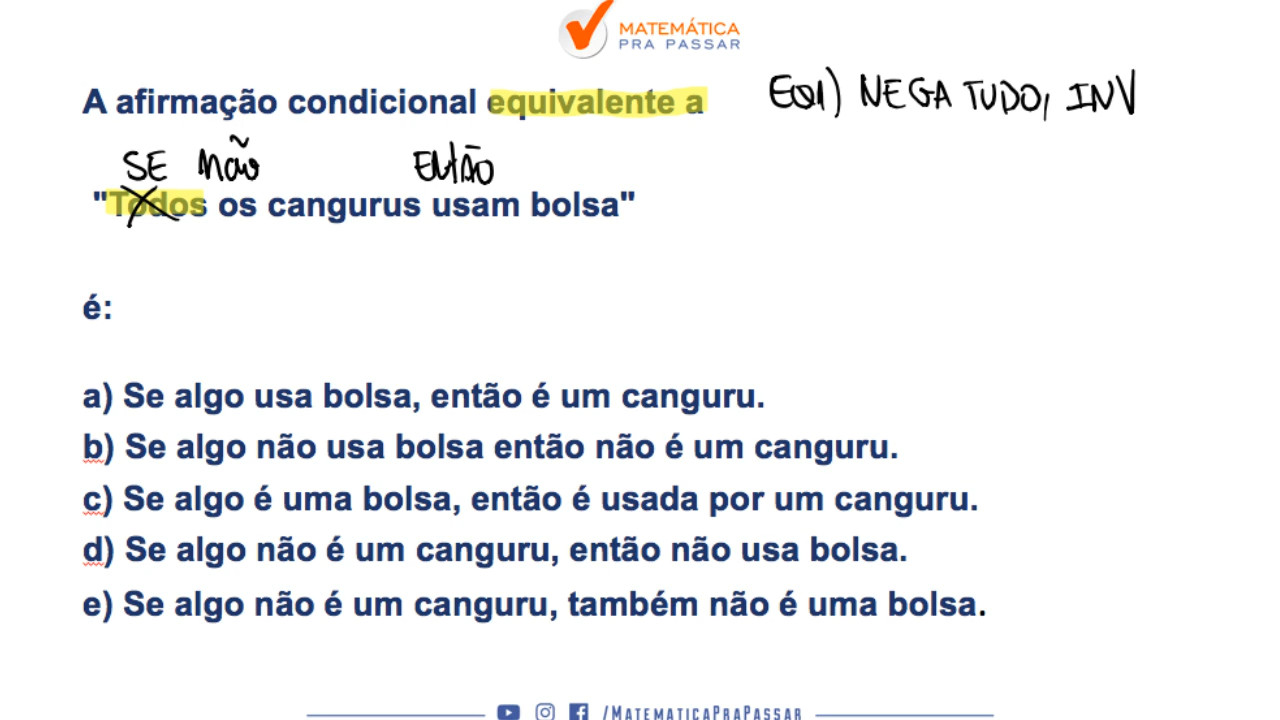 MATEMÁTICA
PRA PASSAR
A afirmação condicional equivalente a
EQ1) NEGA TUDO, INV
SE NÃO ENTÃO
"Todos os cangurus usam bolsa"
é:
a) Se algo usa bolsa, então é um canguru.
b) Se algo não usa bolsa então não é um canguru.
c) Se algo é uma bolsa, então é usada por um canguru.
d) Se algo não é um canguru, então não usa bolsa.
e) Se algo não é um canguru, também não é uma bolsa.
/MATEMATICAPRAPASSAR